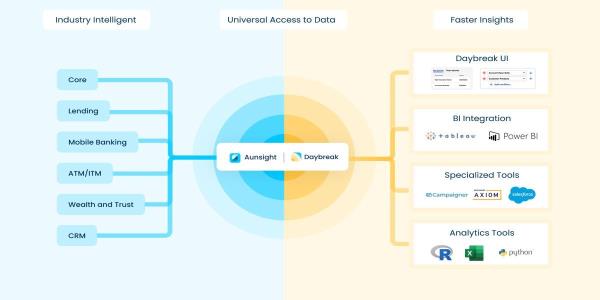 Industry Intelligent
Universal Access to Data
Faster Insights
Core
Lending
Mobile Banking
ATM/ITM
Wealth and Trust
CRM
Aunsight | Daybreak
Daybreak UI
BI Integration
+ a b l e a u
Power BI
Specialized Tools
Campaigner
AXIOM
salesforce
Analytics Tools
R
python